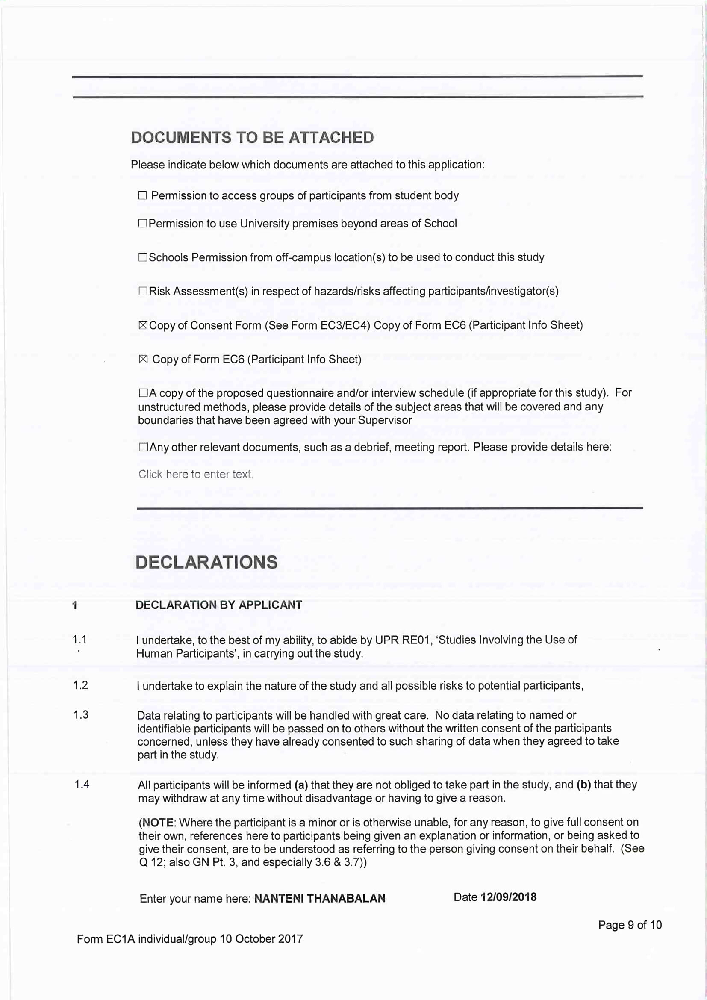 DOCUMENTS TO BE ATTACHED
Please indicate below which documents are attached to this application:
☐ Permission to access groups of participants from student body
☐Permission to use University premises beyond areas of School
☐Schools Permission from off-campus location(s) to be used to conduct this study
☐Risk Assessment(s) in respect of hazards/risks affecting participants/investigator(s)
☒Copy of Consent Form (See Form EC3/EC4) Copy of Form EC6 (Participant Info Sheet)
☒ Copy of Form EC6 (Participant Info Sheet)
☐A copy of the proposed questionnaire and/or interview schedule (if appropriate for this study). For
unstructured methods, please provide details of the subject areas that will be covered and any
boundaries that have been agreed with your Supervisor
☐Any other relevant documents, such as a debrief, meeting report. Please provide details here:
Click here to enter text.
DECLARATIONS
1 DECLARATION BY APPLICANT
1.1 I undertake, to the best of my ability, to abide by UPR RE01, ‘Studies Involving the Use of
Human Participants’, in carrying out the study.
1.2 I undertake to explain the nature of the study and all possible risks to potential participants,
1.3 Data relating to participants will be handled with great care. No data relating to named or
identifiable participants will be passed on to others without the written consent of the participants
concerned, unless they have already consented to such sharing of data when they agreed to take
part in the study.
1.4 All participants will be informed (a) that they are not obliged to take part in the study, and (b) that they
may withdraw at any time without disadvantage or having to give a reason.
(NOTE: Where the participant is a minor or is otherwise unable, for any reason, to give full consent on
their own, references here to participants being given an explanation or information, or being asked to
give their consent, are to be understood as referring to the person giving consent on their behalf. (See
Q 12; also GN Pt. 3, and especially 3.6 & 3.7))
Enter your name here: NANTENI THANABALAN Date 12/09/2018
Page 9 of 10
Form EC1A individual/group 10 October 2017